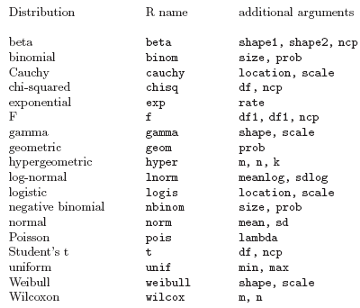 Distribution R name additional arguments
beta beta shape1, shape2, ncp
binomial binom size, prob
Cauchy cauchy location, scale
chi-squared chisq df, ncp
exponential exp rate
F f df1, df1, ncp
gamma gamma shape, scale
geometric geom prob
hypergeometric hyper m, n, k
log-normal lnorm meanlog, sdlog
logistic logis location, scale
negative binomial nbinom size, prob
normal norm mean, sd
Poisson pois lambda
Student's t t df, ncp
uniform unif min, max
Weibull weibull shape, scale
Wilcoxon wilcox m, n